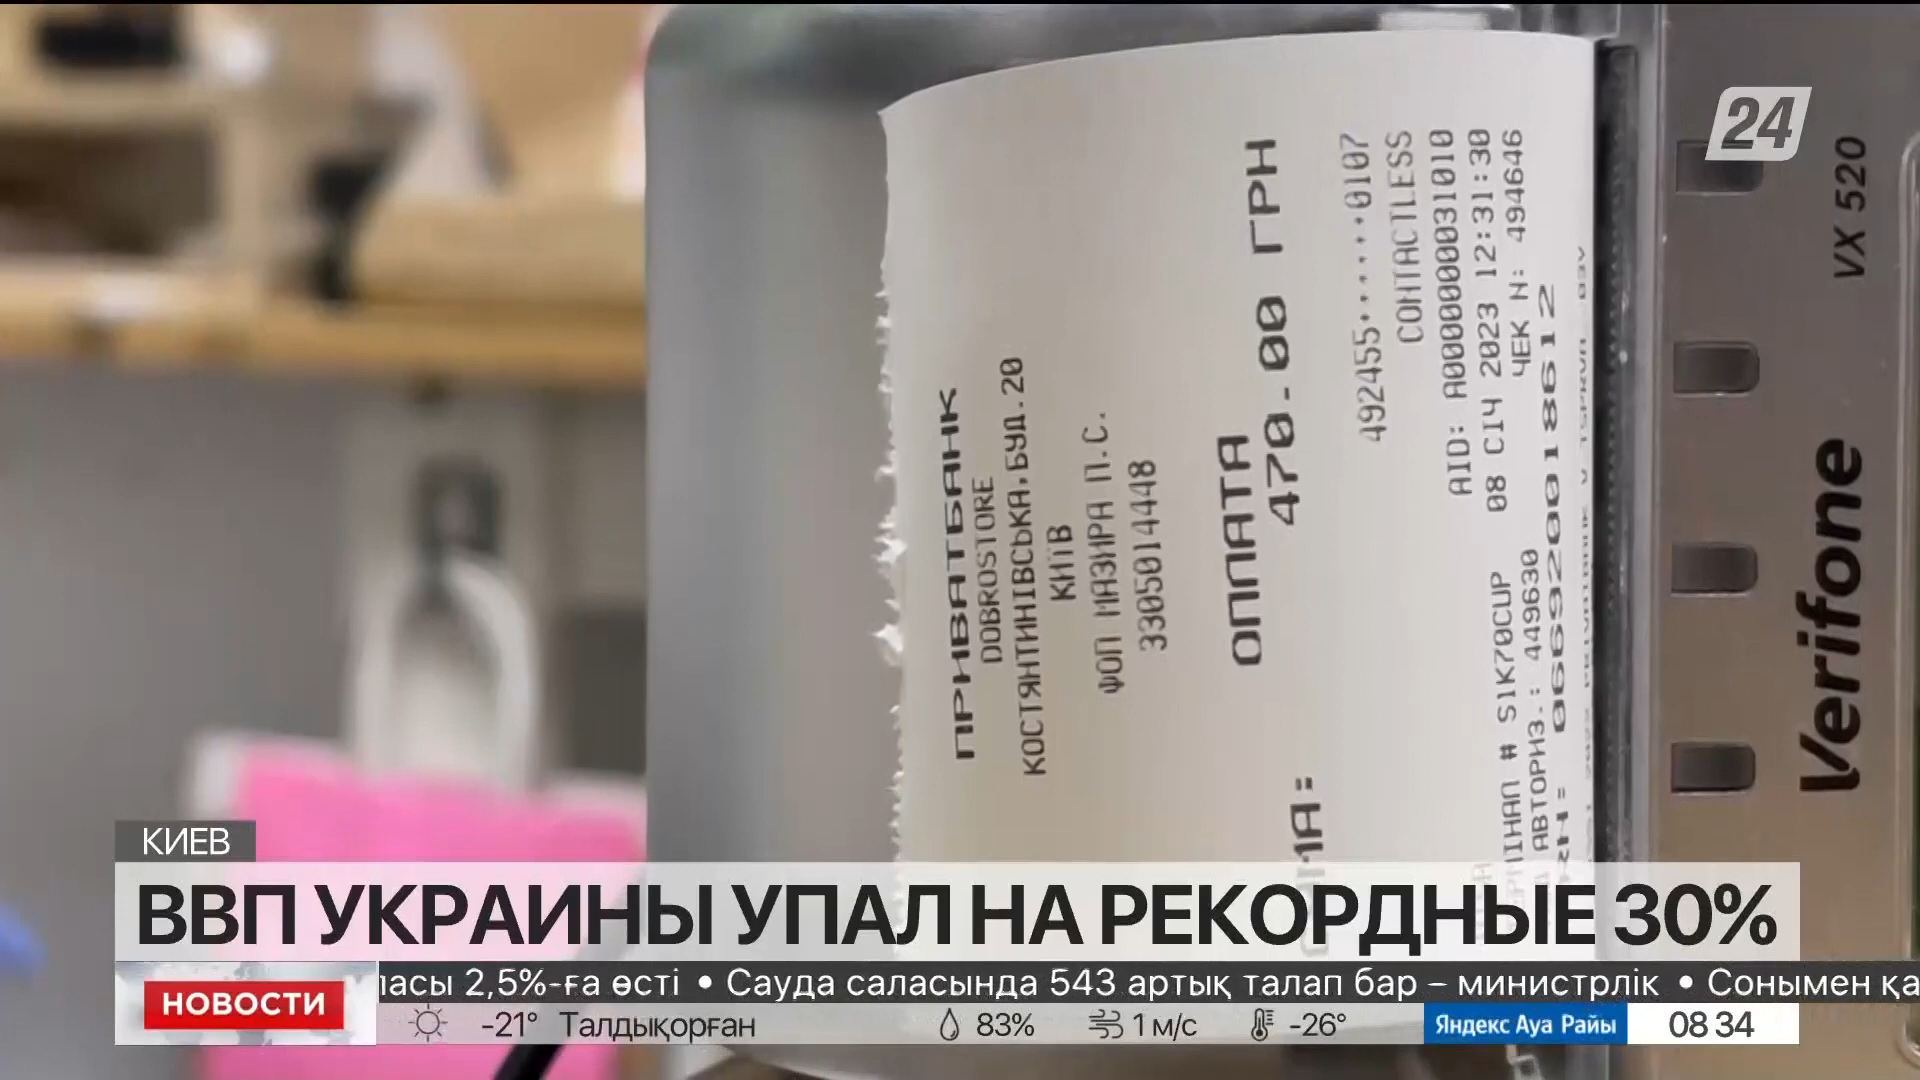 24
VX 520
Verifone
ПРИВАТБАНК
DOBROSTORE
КОСТЯНТИНІВСЬКА,БУД.20
КИЇВ
ФОП МАЗИРА П.С.
3305014448
ОПЛАТА
470.00 ГРН
492455······0107
CONTACTLESS
AID: A0000000031010
08 СІЧ 2023 12:31:30
ЧЕК N: 494646
# S1K70CUP
АВТОРИЗ.: 449630
066920018612
КИЕВ
ВВП УКРАИНЫ УПАЛ НА РЕКОРДНЫЕ 30%
НОВОСТИ
2,5%-ға өсті • Сауда саласында 543 артық талап бар – министрлік • Сонымен қа
-21° Талдықорған 83% 1 м/с -26° Яндекс Ауа Райы 08 34